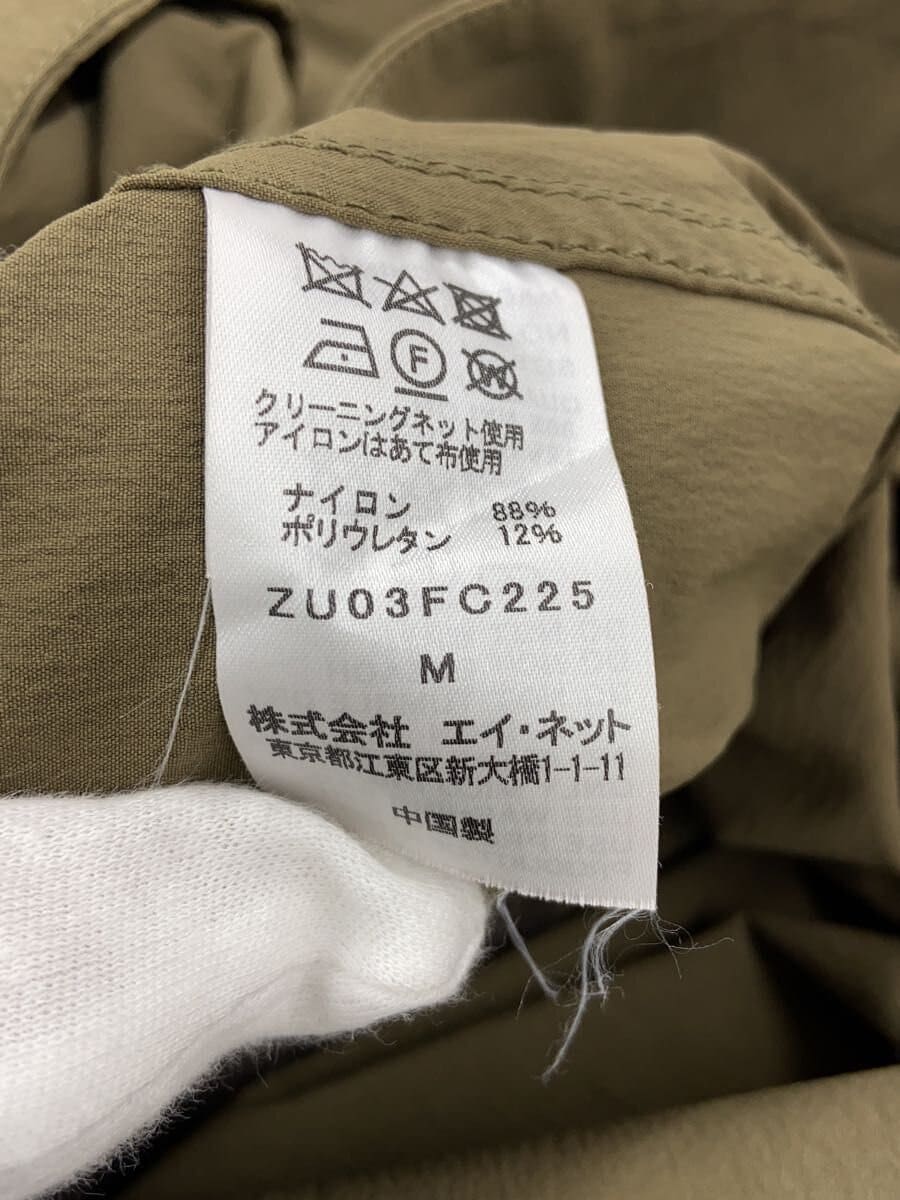 F
W
クリーニングネット使用
アイロンはあて布使用
ナイロン 88%
ポリウレタン 12%
ZU03FC225
M
株式会社 エイ・ネット
東京都江東区新大橋1-1-11
中国製